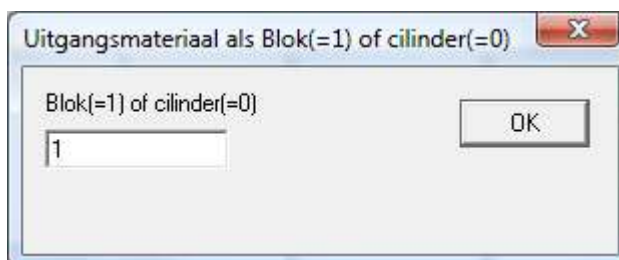 Uitgangsmateriaal als Blok(=1) of cilinder(=0)
Blok(=1) of cilinder(=0)
OK
1